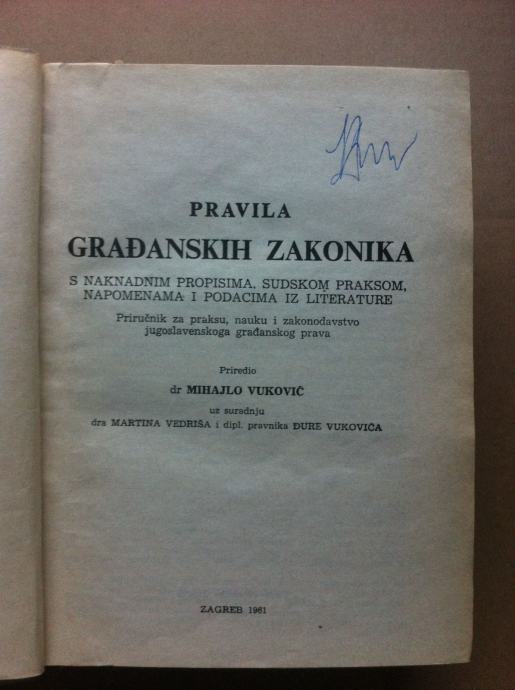 PRAVILA
GRAĐANSKIH ZAKONIKA
S NAKNADNIM PROPISIMA, SUDSKOM PRAKSOM,
NAPOMENAMA I PODACIMA IZ LITERATURE
Priručnik za praksu, nauku i zakonodavstvo
jugoslavenskoga građanskog prava
Priredio
dr MIHAJLO VUKOVIĆ
uz suradnju
dra MARTINA VEDRIŠA i dipl. pravnika ĐURE VUKOVIĆA
ZAGREB 1961